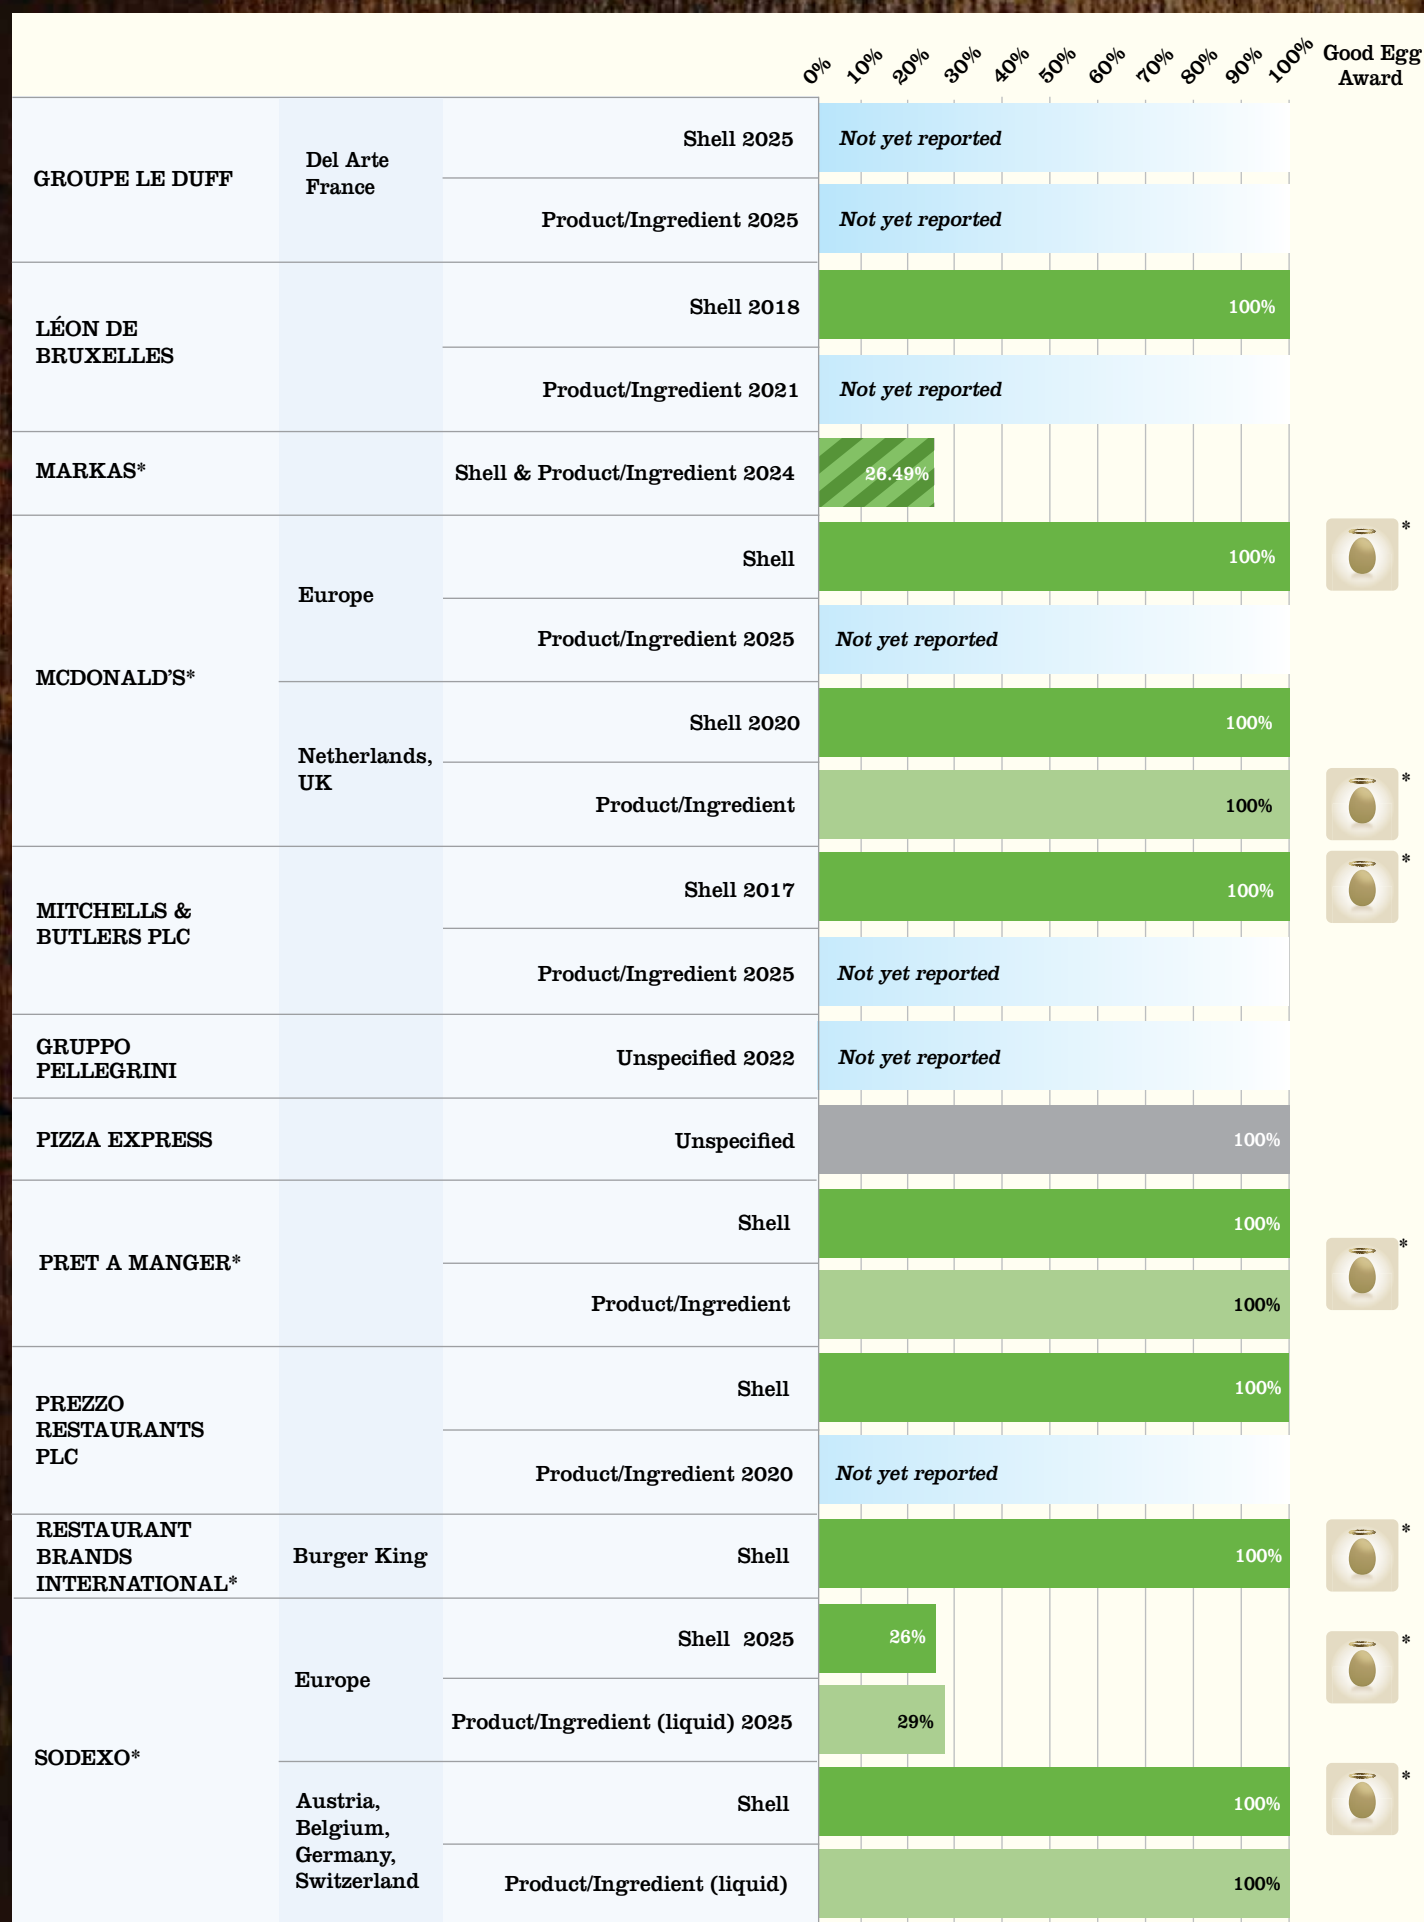 0% 10% 20% 30% 40% 50% 60% 70% 80% 90% 100% Good Egg
Award
GROUPE LE DUFF
Del Arte
France
Shell 2025
Not yet reported
Product/Ingredient 2025
Not yet reported
LÉON DE
BRUXELLES
Shell 2018
100%
Product/Ingredient 2021
Not yet reported
MARKAS*
Shell & Product/Ingredient 2024
26.49%
MCDONALD'S*
Europe
Shell
100%
*
Product/Ingredient 2025
Not yet reported
Netherlands,
UK
Shell 2020
100%
Product/Ingredient
100%
*
MITCHELLS &
BUTLERS PLC
Shell 2017
100%
*
Product/Ingredient 2025
Not yet reported
GRUPPO
PELLEGRINI
Unspecified 2022
Not yet reported
PIZZA EXPRESS
Unspecified
100%
PRET A MANGER*
Shell
100%
*
Product/Ingredient
100%
PREZZO
RESTAURANTS
PLC
Shell
100%
Product/Ingredient 2020
Not yet reported
RESTAURANT
BRANDS
INTERNATIONAL*
Burger King
Shell
100%
*
SODEXO*
Europe
Shell 2025
26%
*
Product/Ingredient (liquid) 2025
29%
Austria,
Belgium,
Germany,
Switzerland
Shell
100%
*
Product/Ingredient (liquid)
100%